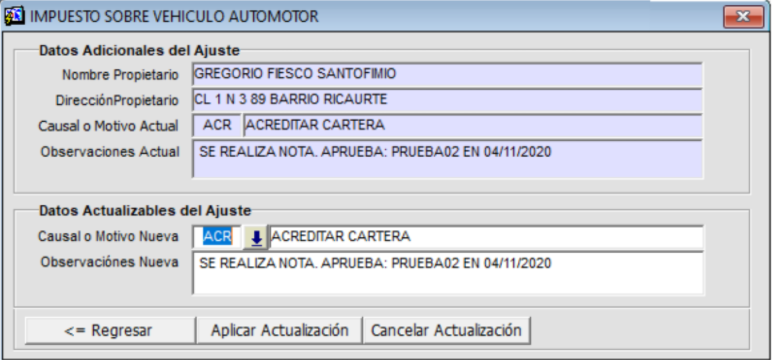 IMPUESTO SOBRE VEHICULO AUTOMOTOR
Datos Adicionales del Ajuste
Nombre Propietario GREGORIO FIESCO SANTOFIMIO
DirecciónPropietario CL 1 N 3 89 BARRIO RICAURTE
Causal o Motivo Actual ACR ACREDITAR CARTERA
Observaciones Actual SE REALIZA NOTA. APRUEBA: PRUEBA02 EN 04/11/2020
Datos Actualizables del Ajuste
Causal o Motivo Nueva ACR ACREDITAR CARTERA
Observaciónes Nueva SE REALIZA NOTA. APRUEBA: PRUEBA02 EN 04/11/2020
<= Regresar Aplicar Actualización Cancelar Actualización